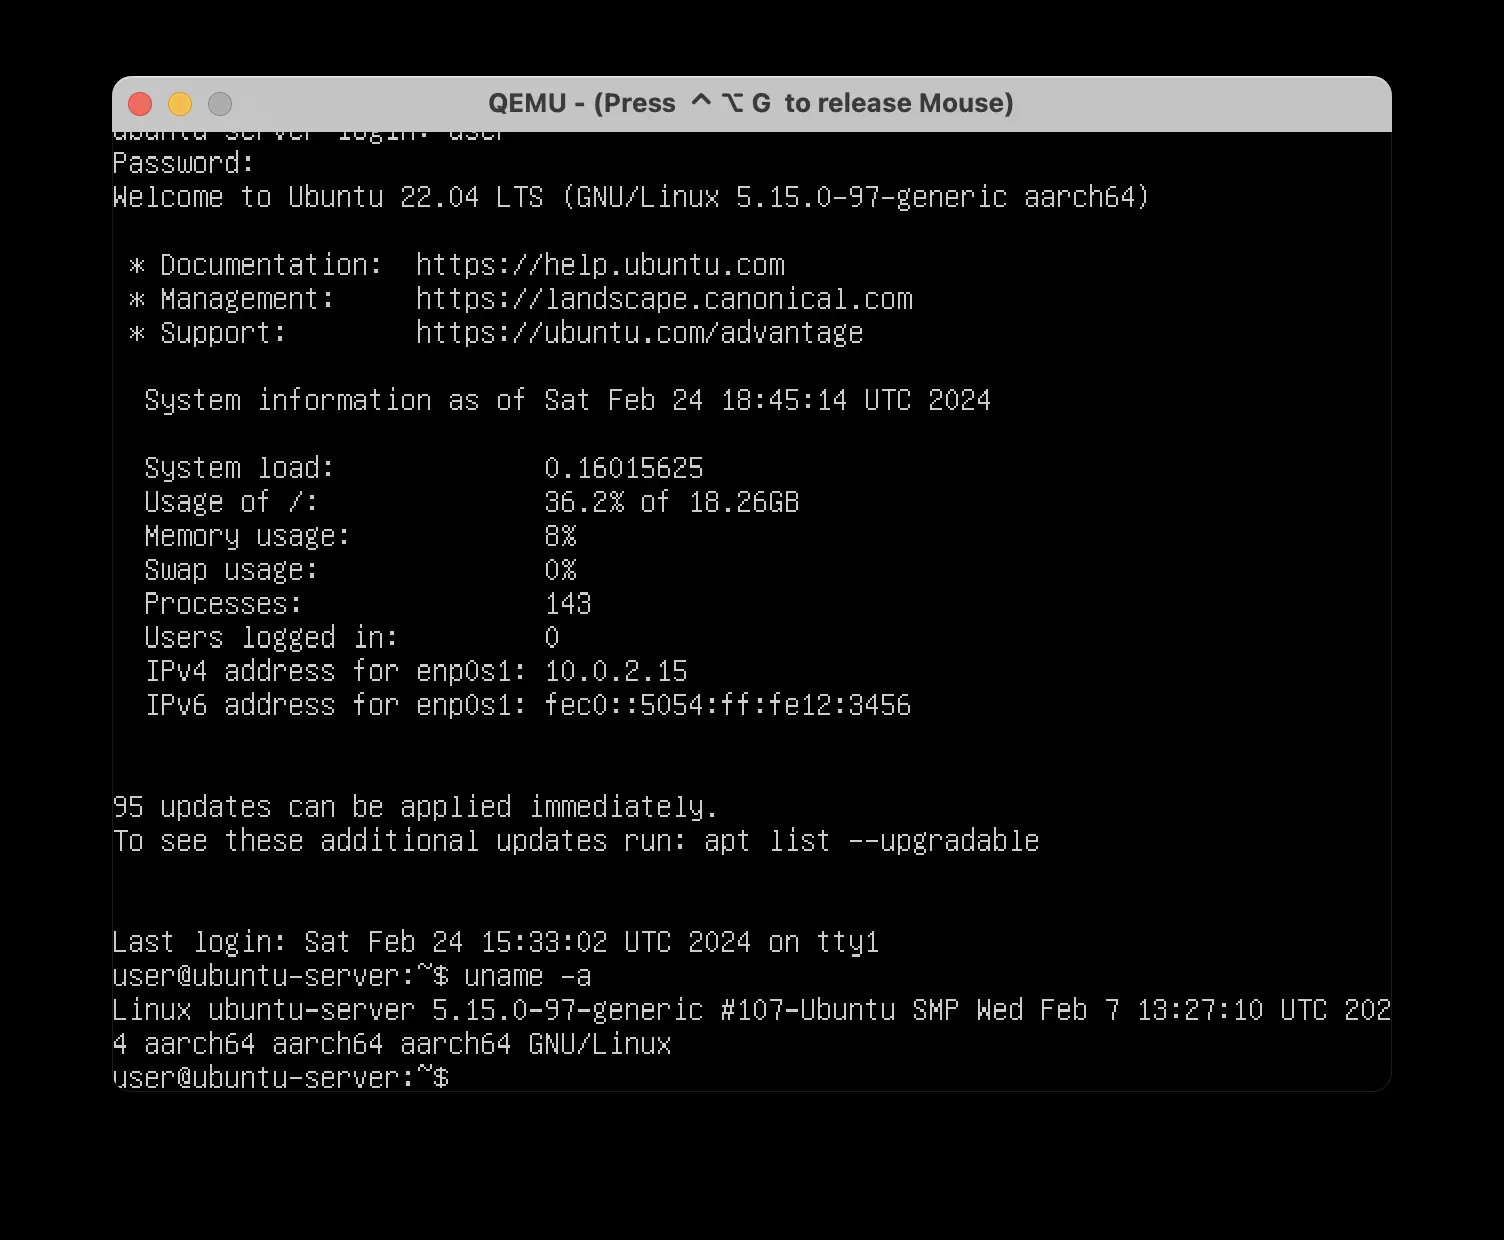 QEMU - (Press ⌃⌥G to release Mouse)
ubuntu-server login: user
Password:
Welcome to Ubuntu 22.04 LTS (GNU/Linux 5.15.0-97-generic aarch64)
* Documentation:  https://help.ubuntu.com
* Management:     https://landscape.canonical.com
* Support:        https://ubuntu.com/advantage
System information as of Sat Feb 24 18:45:14 UTC 2024
System load:             0.16015625
Usage of /:              36.2% of 18.26GB
Memory usage:            8%
Swap usage:              0%
Processes:               143
Users logged in:         0
IPv4 address for enp0s1: 10.0.2.15
IPv6 address for enp0s1: fec0::5054:ff:fe12:3456
95 updates can be applied immediately.
To see these additional updates run: apt list --upgradable
Last login: Sat Feb 24 15:33:02 UTC 2024 on tty1
user@ubuntu-server:~$ uname -a
Linux ubuntu-server 5.15.0-97-generic #107-Ubuntu SMP Wed Feb 7 13:27:10 UTC 202
4 aarch64 aarch64 aarch64 GNU/Linux
user@ubuntu-server:~$